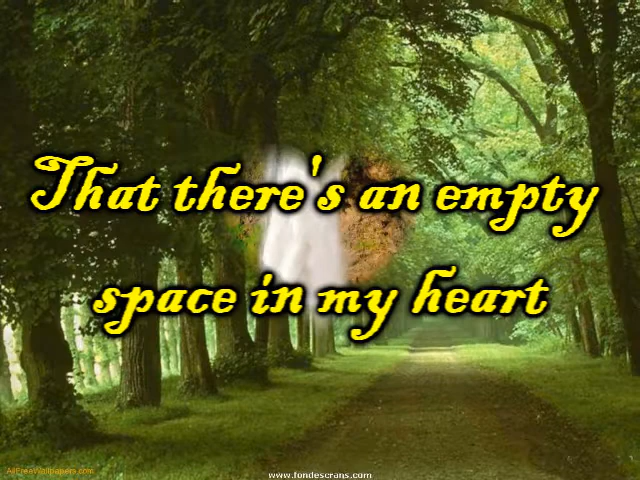 That there's an empty
space in my heart
AllFreeWallpapers.com
www.fondescrans.com